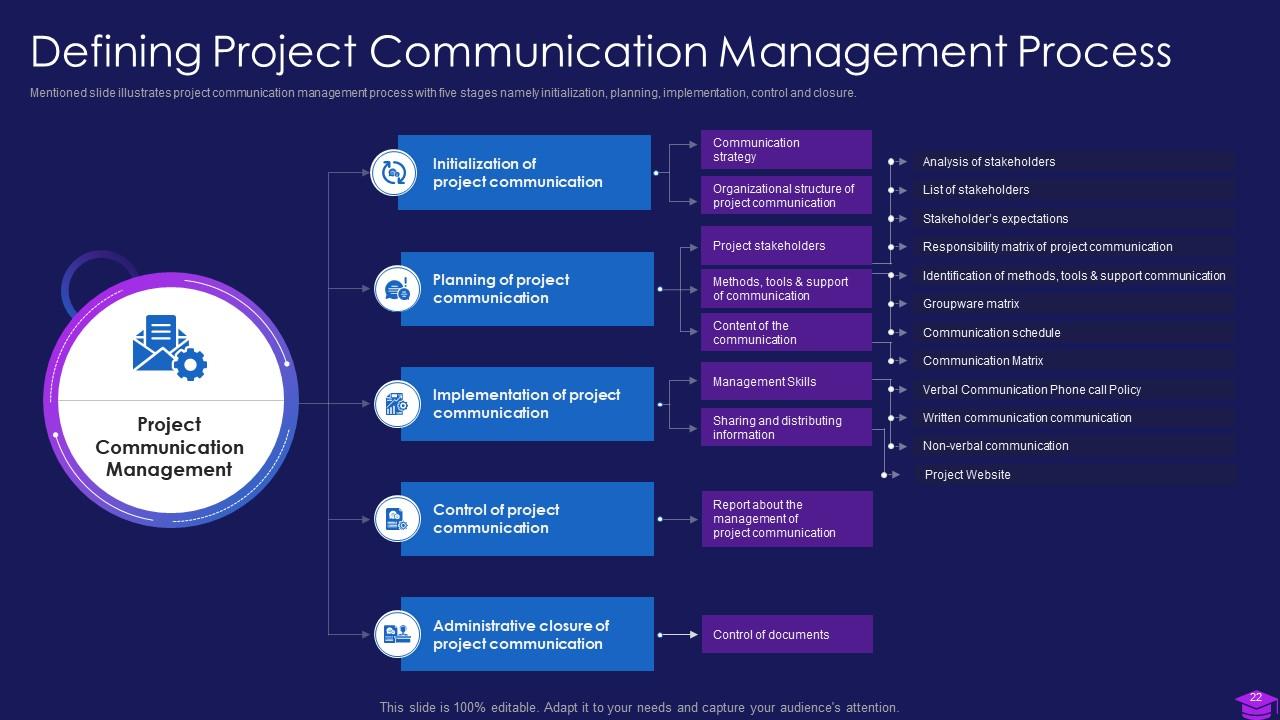 Defining Project Communication Management Process
Mentioned slide illustrates project communication management process with five stages namely initialization, planning, implementation, control and closure.
Project
Communication
Management
Initialization of
project communication
Communication
strategy
Organizational structure of
project communication
Planning of project
communication
Project stakeholders
Methods, tools & support
of communication
Content of the
communication
Implementation of project
communication
Management Skills
Sharing and distributing
information
Control of project
communication
Report about the
management of
project communication
Administrative closure of
project communication
Control of documents
Analysis of stakeholders
List of stakeholders
Stakeholder's expectations
Responsibility matrix of project communication
Identification of methods, tools & support communication
Groupware matrix
Communication schedule
Communication Matrix
Verbal Communication Phone call Policy
Written communication communication
Non-verbal communication
Project Website
This slide is 100% editable. Adapt it to your needs and capture your audience's attention.
22